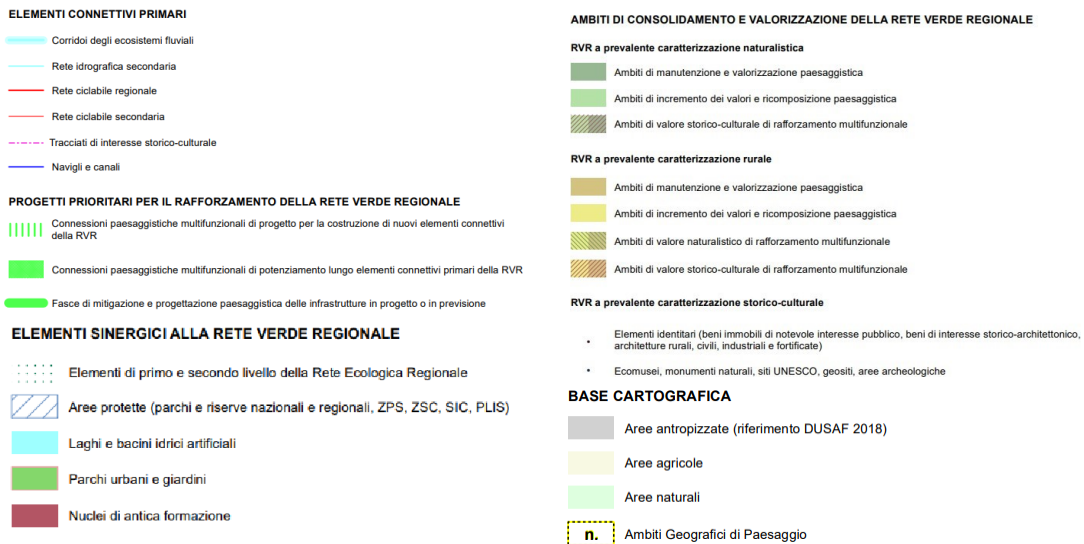 ELEMENTI CONNETTIVI PRIMARI
Corridoi degli ecosistemi fluviali
Rete idrografica secondaria
Rete ciclabile regionale
Rete ciclabile secondaria
Tracciati di interesse storico-culturale
Navigli e canali
PROGETTI PRIORITARI PER IL RAFFORZAMENTO DELLA RETE VERDE REGIONALE
Connessioni paesaggistiche multifunzionali di progetto per la costruzione di nuovi elementi connettivi
della RVR
Connessioni paesaggistiche multifunzionali di potenziamento lungo elementi connettivi primari della RVR
Fasce di mitigazione e progettazione paesaggistica delle infrastrutture in progetto o in previsione
ELEMENTI SINERGICI ALLA RETE VERDE REGIONALE
Elementi di primo e secondo livello della Rete Ecologica Regionale
Aree protette (parchi e riserve nazionali e regionali, ZPS, ZSC, SIC, PLIS)
Laghi e bacini idrici artificiali
Parchi urbani e giardini
Nuclei di antica formazione
AMBITI DI CONSOLIDAMENTO E VALORIZZAZIONE DELLA RETE VERDE REGIONALE
RVR a prevalente caratterizzazione naturalistica
Ambiti di manutenzione e valorizzazione paesaggistica
Ambiti di incremento dei valori e ricomposizione paesaggistica
Ambiti di valore storico-culturale di rafforzamento multifunzionale
RVR a prevalente caratterizzazione rurale
Ambiti di manutenzione e valorizzazione paesaggistica
Ambiti di incremento dei valori e ricomposizione paesaggistica
Ambiti di valore naturalistico di rafforzamento multifunzionale
Ambiti di valore storico-culturale di rafforzamento multifunzionale
RVR a prevalente caratterizzazione storico-culturale
• Elementi identitari (beni immobili di notevole interesse pubblico, beni di interesse storico-architettonico,
architetture rurali, civili, industriali e fortificate)
• Ecomusei, monumenti naturali, siti UNESCO, geositi, aree archeologiche
BASE CARTOGRAFICA
Aree antropizzate (riferimento DUSAF 2018)
Aree agricole
Aree naturali
n. Ambiti Geografici di Paesaggio